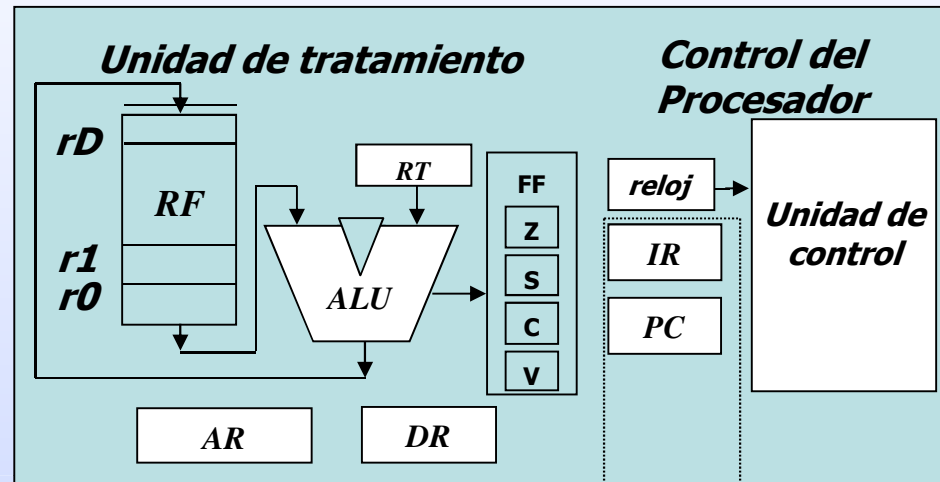 Unidad de tratamiento
Control del
Procesador
rD
RF
r1
r0
RT
ALU
FF
Z
S
C
V
reloj
IR
PC
Unidad de
control
AR
DR